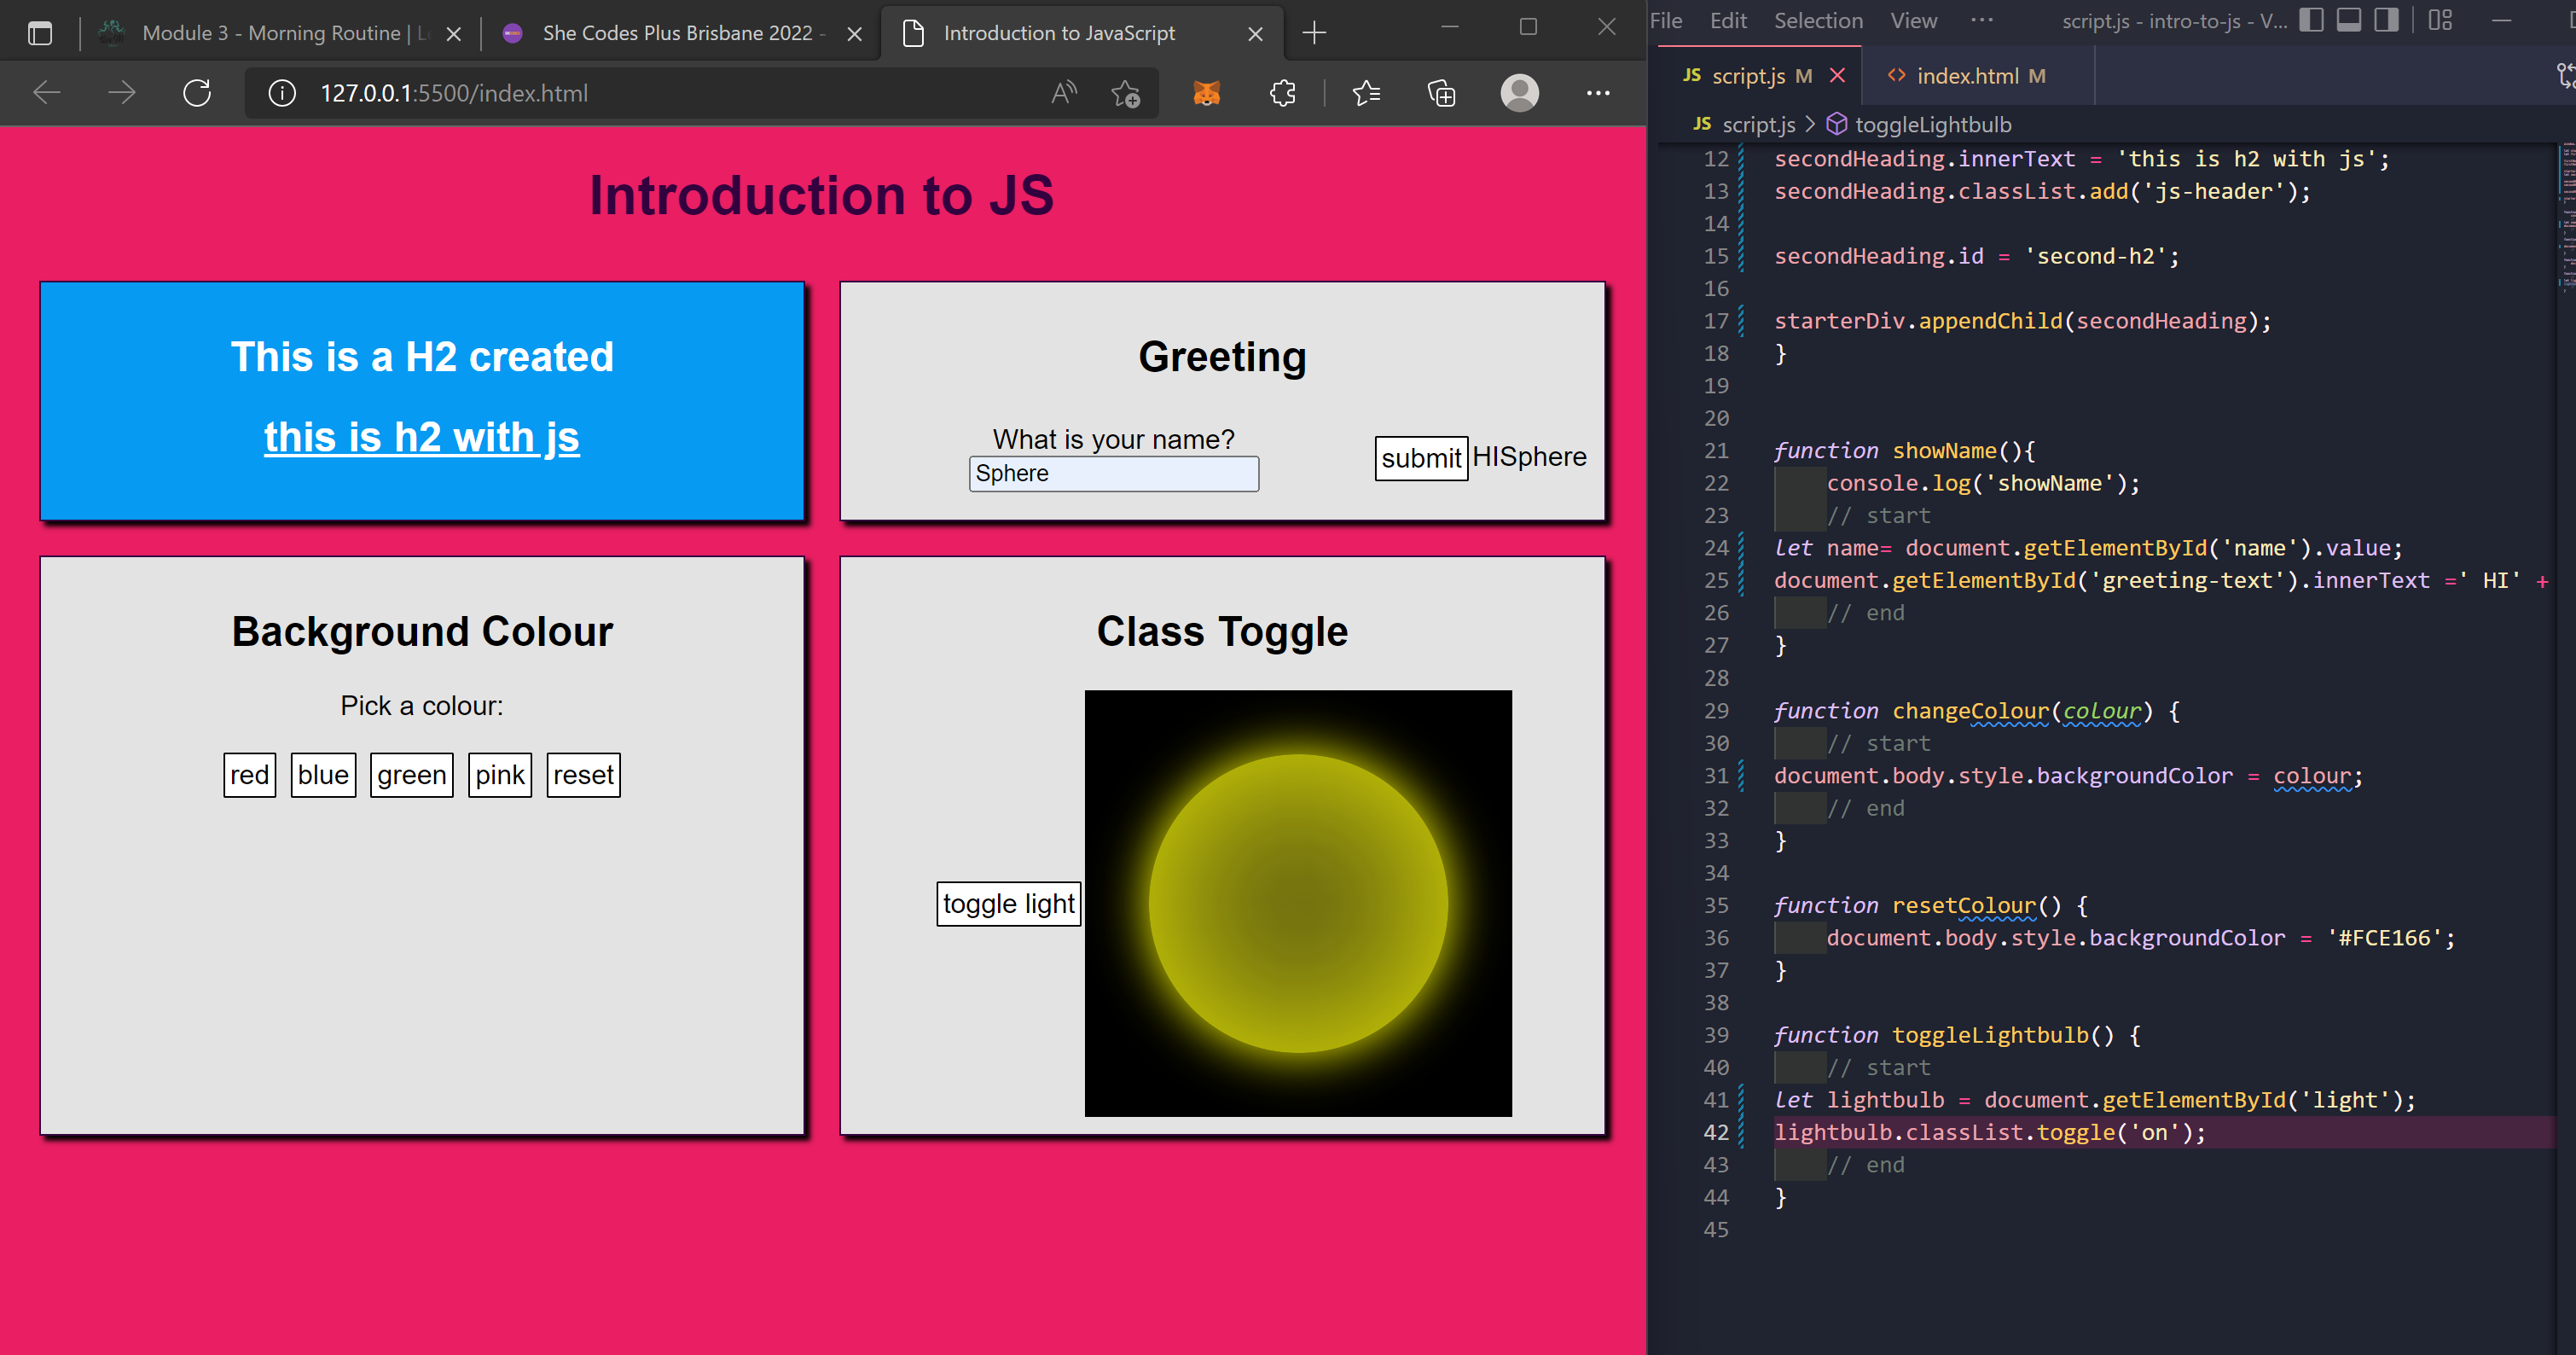 Module 3 - Morning Routine |
She Codes Plus Brisbane 2022 -
Introduction to JavaScript
127.0.0.1:5500/index.html
Introduction to JS
This is a H2 created
this is h2 with js
Greeting
What is your name?
Sphere
submit
HISphere
Background Colour
Pick a colour:
red
blue
green
pink
reset
Class Toggle
toggle light
File Edit Selection View ···
script.js - intro-to-js - V...
JS script.js M
<> index.html M
JS script.js > toggleLightbulb
12 secondHeading.innerText = 'this is h2 with js';
13 secondHeading.classList.add('js-header');
14
15 secondHeading.id = 'second-h2';
16
17 starterDiv.appendChild(secondHeading);
18 }
19
20
21 function showName(){
22 console.log('showName');
23 // start
24 let name= document.getElementById('name').value;
25 document.getElementById('greeting-text').innerText =' HI' +
26 // end
27 }
28
29 function changeColour(colour) {
30 // start
31 document.body.style.backgroundColor = colour;
32 // end
33 }
34
35 function resetColour() {
36 document.body.style.backgroundColor = '#FCE166';
37 }
38
39 function toggleLightbulb() {
40 // start
41 let lightbulb = document.getElementById('light');
42 lightbulb.classList.toggle('on');
43 // end
44 }
45